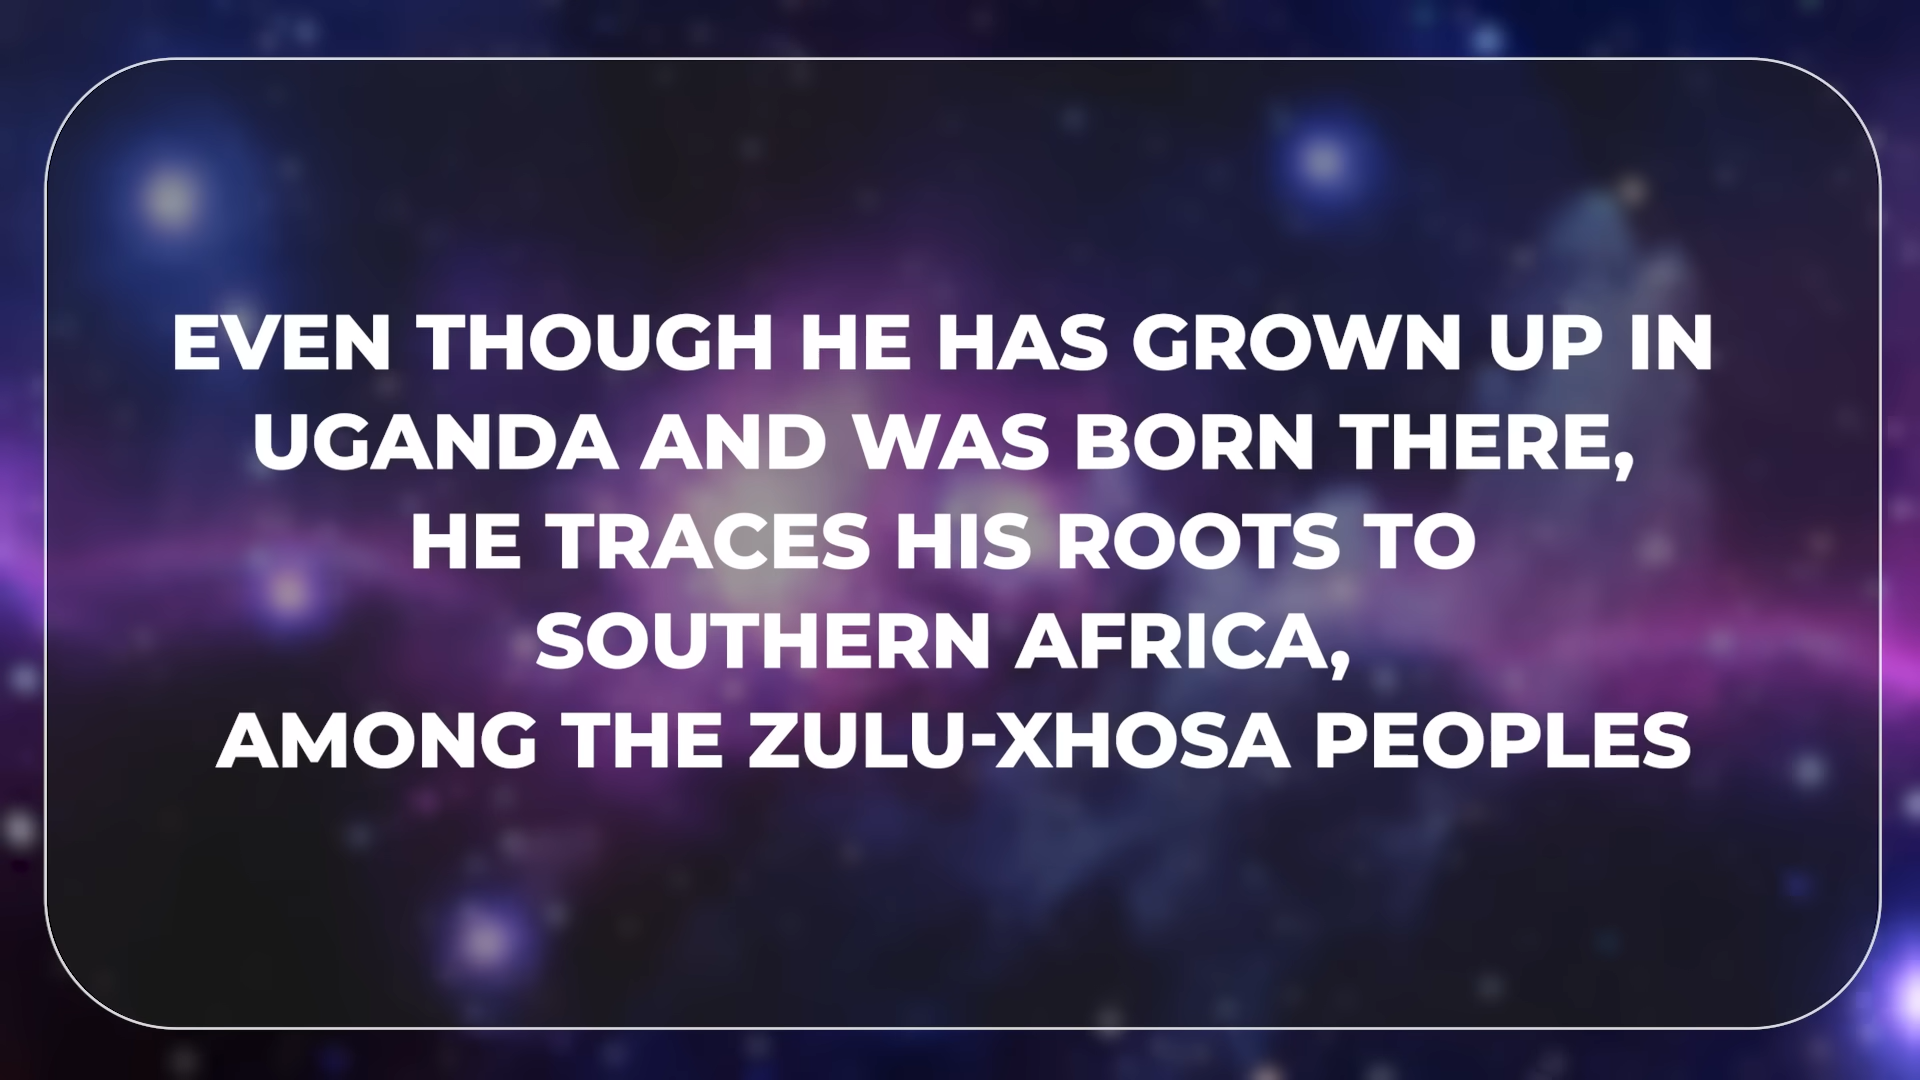 EVEN THOUGH HE HAS GROWN UP IN
UGANDA AND WAS BORN THERE,
HE TRACES HIS ROOTS TO
SOUTHERN AFRICA,
AMONG THE ZULU-XHOSA PEOPLES